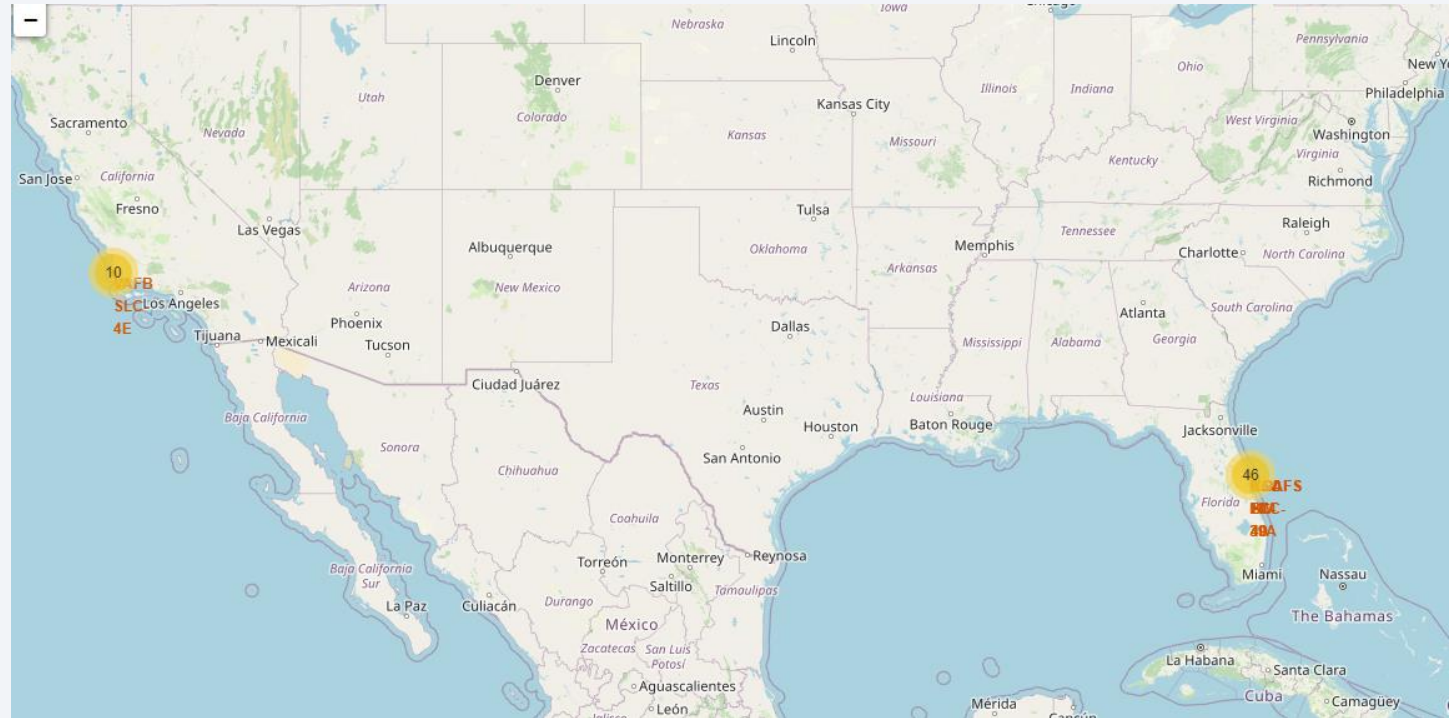 −
Nebraska
Iowa
Lincoln
Pennsylvania
Ohio
Denver
Utah
Illinois
Indiana
Philadelphia
Kansas City
Colorado
Sacramento
Nevada
Kansas
Missouri
West Virginia
Washington
Virginia
Kentucky
San Jose
California
Richmond
Fresno
Tulsa
Las Vegas
Raleigh
Tennessee
Albuquerque
Oklahoma
Memphis
Charlotte
North Carolina
10
Arkansas
Arizona
New Mexico
SLC-
Los Angeles
South Carolina
4E
Phoenix
Dallas
Atlanta
Tijuana
Mexicali
Tucson
Mississippi
Alabama
Georgia
Ciudad Juárez
Texas
Louisiana
Baja California
Austin
Houston
Baton Rouge
Jacksonville
Sonora
San Antonio
Chihuahua
46
Florida
Coahuila
Torreón
Monterrey
Reynosa
Baja California
Sur
Saltillo
Tamaulipas
Miami
Nassau
La Paz
Culiacán
Durango
The Bahamas
México
Zacatecas
San Luis
Potosí
La Habana
Santa Clara
Aguascalientes
Cuba
León
Mérida
Camagüey